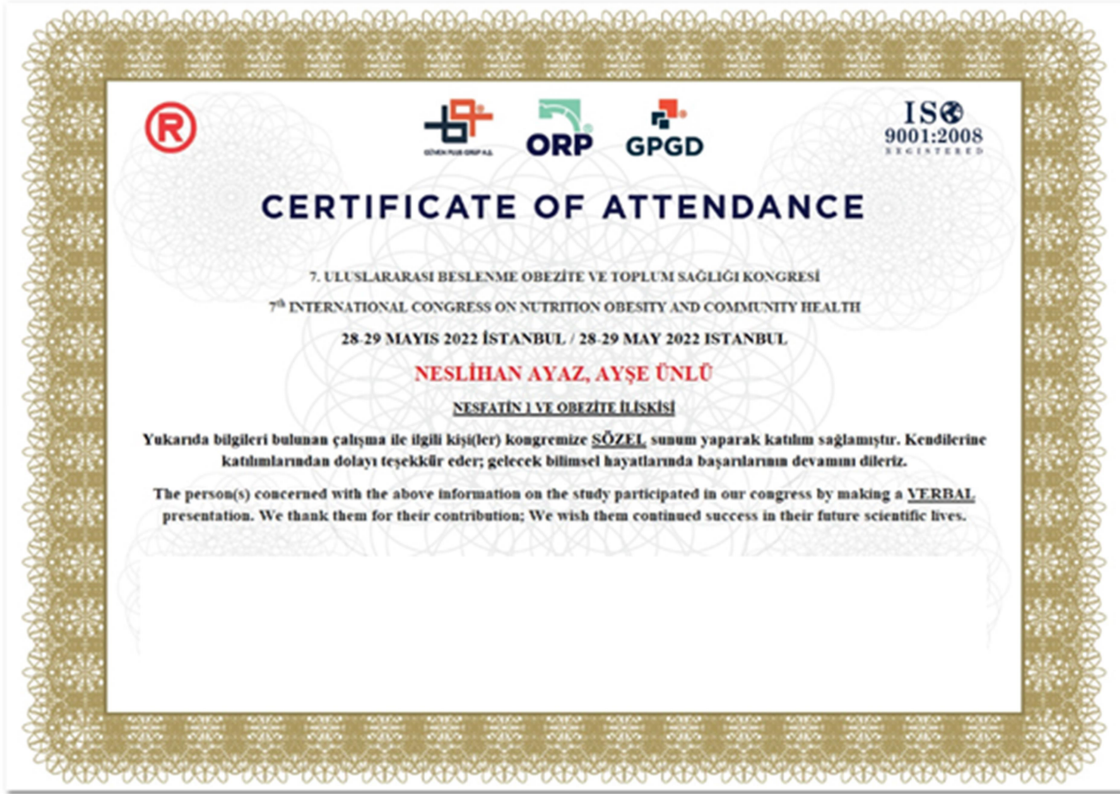 R
GÜVEN PLUS GRUP A.Ş.
ORP
GPGD
ISO
9001:2008
REGISTERED
CERTIFICATE OF ATTENDANCE
7. ULUSLARARASI BESLENME OBEZİTE VE TOPLUM SAĞLIĞI KONGRESİ
7th INTERNATIONAL CONGRESS ON NUTRITION OBESITY AND COMMUNITY HEALTH
28-29 MAYIS 2022 İSTANBUL / 28-29 MAY 2022 ISTANBUL
NESLİHAN AYAZ, AYŞE ÜNLÜ
NESFATİN 1 VE OBEZİTE İLİŞKİSİ
Yukarıda bilgileri bulunan çalışma ile ilgili kişi(ler) kongremize SÖZEL sunum yaparak katılım sağlamıştır. Kendilerine
katılımlarından dolayı teşekkür eder; gelecek bilimsel hayatlarında başarılarının devamını dileriz.
The person(s) concerned with the above information on the study participated in our congress by making a VERBAL
presentation. We thank them for their contribution; We wish them continued success in their future scientific lives.